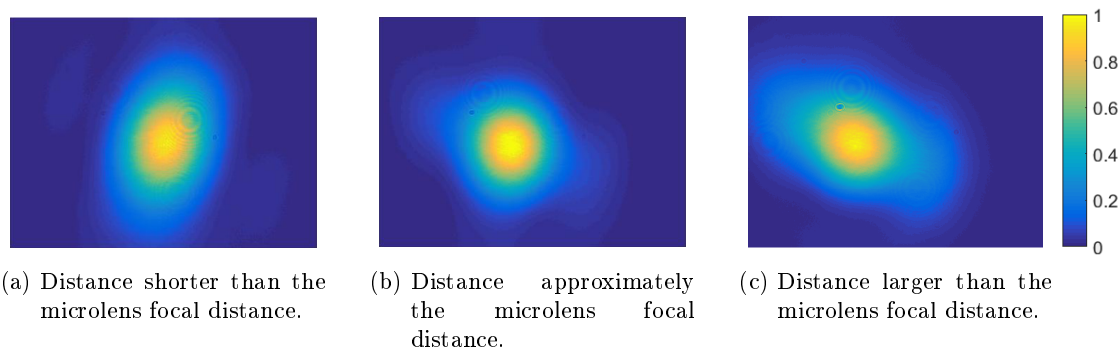 1
0.8
0.6
0.4
0.2
0
(a) Distance shorter than the
microlens focal distance.
(b) Distance approximately
the microlens focal
distance.
(c) Distance larger than the
microlens focal distance.